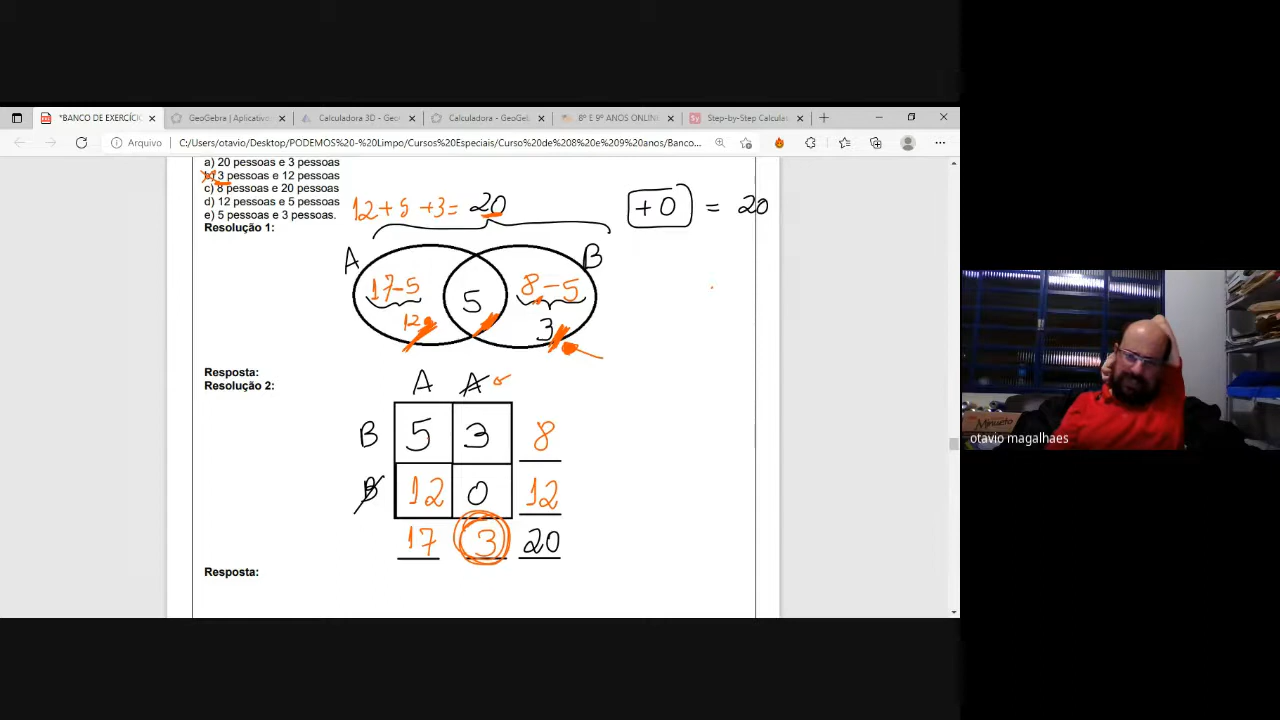 *BANCO DE EXERCÍCI
GeoGebra | Aplicativo
Calculadora 3D - Geo
Calculadora - GeoGel
8º E 9º ANOS ONLIN
Step-by-Step Calculat
Arquivo
C:/Users/otavio/Desktop/PODEMOS%20-%20Limpo/Cursos%20Especiais/Curso%20de%208%20e%209%20anos/Banco...
a) 20 pessoas e 3 pessoas
b) 3 pessoas e 12 pessoas
c) 8 pessoas e 20 pessoas
d) 12 pessoas e 5 pessoas
e) 5 pessoas e 3 pessoas.
12 + 5 + 3 = 20
+ 0 = 20
Resolução 1:
A
B
17-5
5
8-5
12
3
Resposta:
Resolução 2:
A A
B 5 3 8
B 12 0 12
17 3 20
Resposta:
Minueto
otavio magalhaes